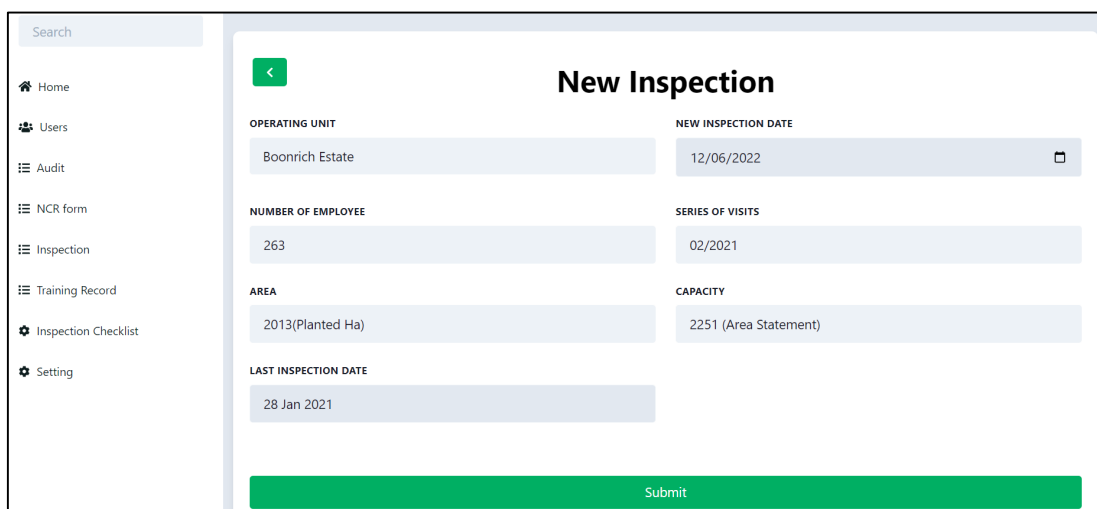 Search
Home
Users
Audit
NCR form
Inspection
Training Record
Inspection Checklist
Setting
New Inspection
OPERATING UNIT
Boonrich Estate
NEW INSPECTION DATE
12/06/2022
NUMBER OF EMPLOYEE
263
SERIES OF VISITS
02/2021
AREA
2013(Planted Ha)
CAPACITY
2251 (Area Statement)
LAST INSPECTION DATE
28 Jan 2021
Submit